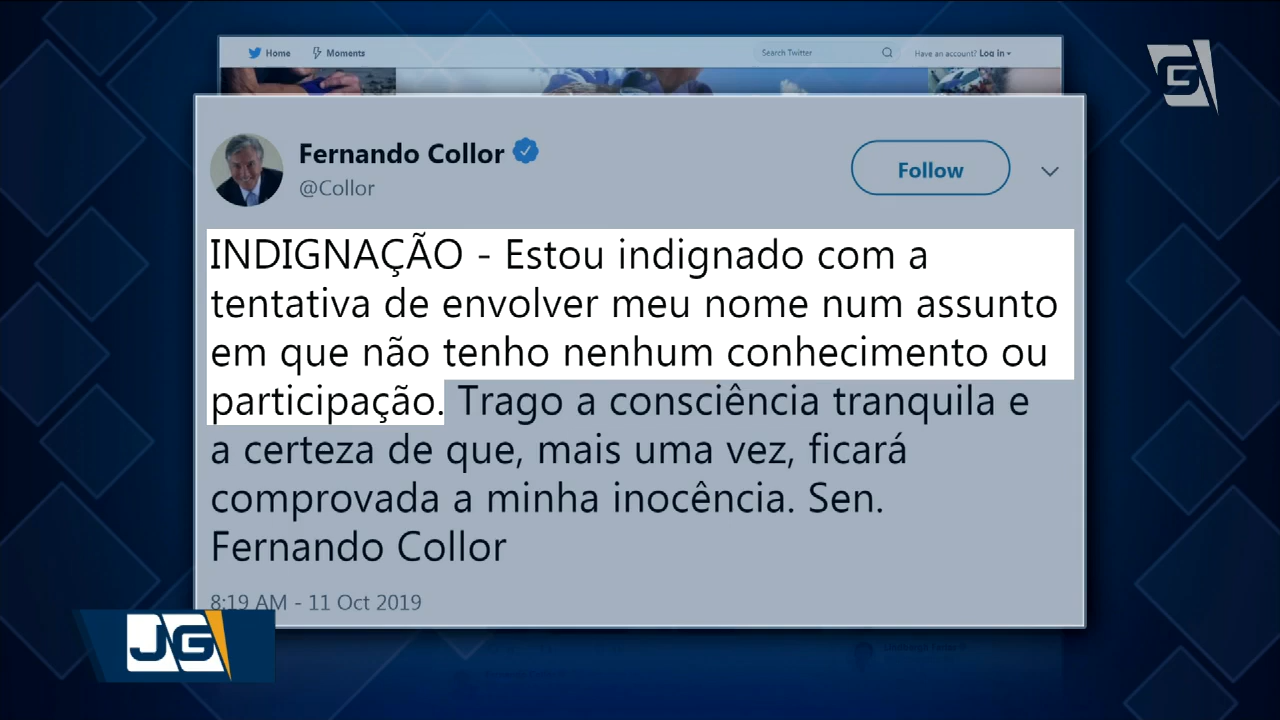 Home Moments Search Twitter Have an account? Log in
Fernando Collor
@Collor
Follow
INDIGNAÇÃO - Estou indignado com a
tentativa de envolver meu nome num assunto
em que não tenho nenhum conhecimento ou
participação. Trago a consciência tranquila e
a certeza de que, mais uma vez, ficará
comprovada a minha inocência. Sen.
Fernando Collor
8:19 AM - 11 Oct 2019
JG
G